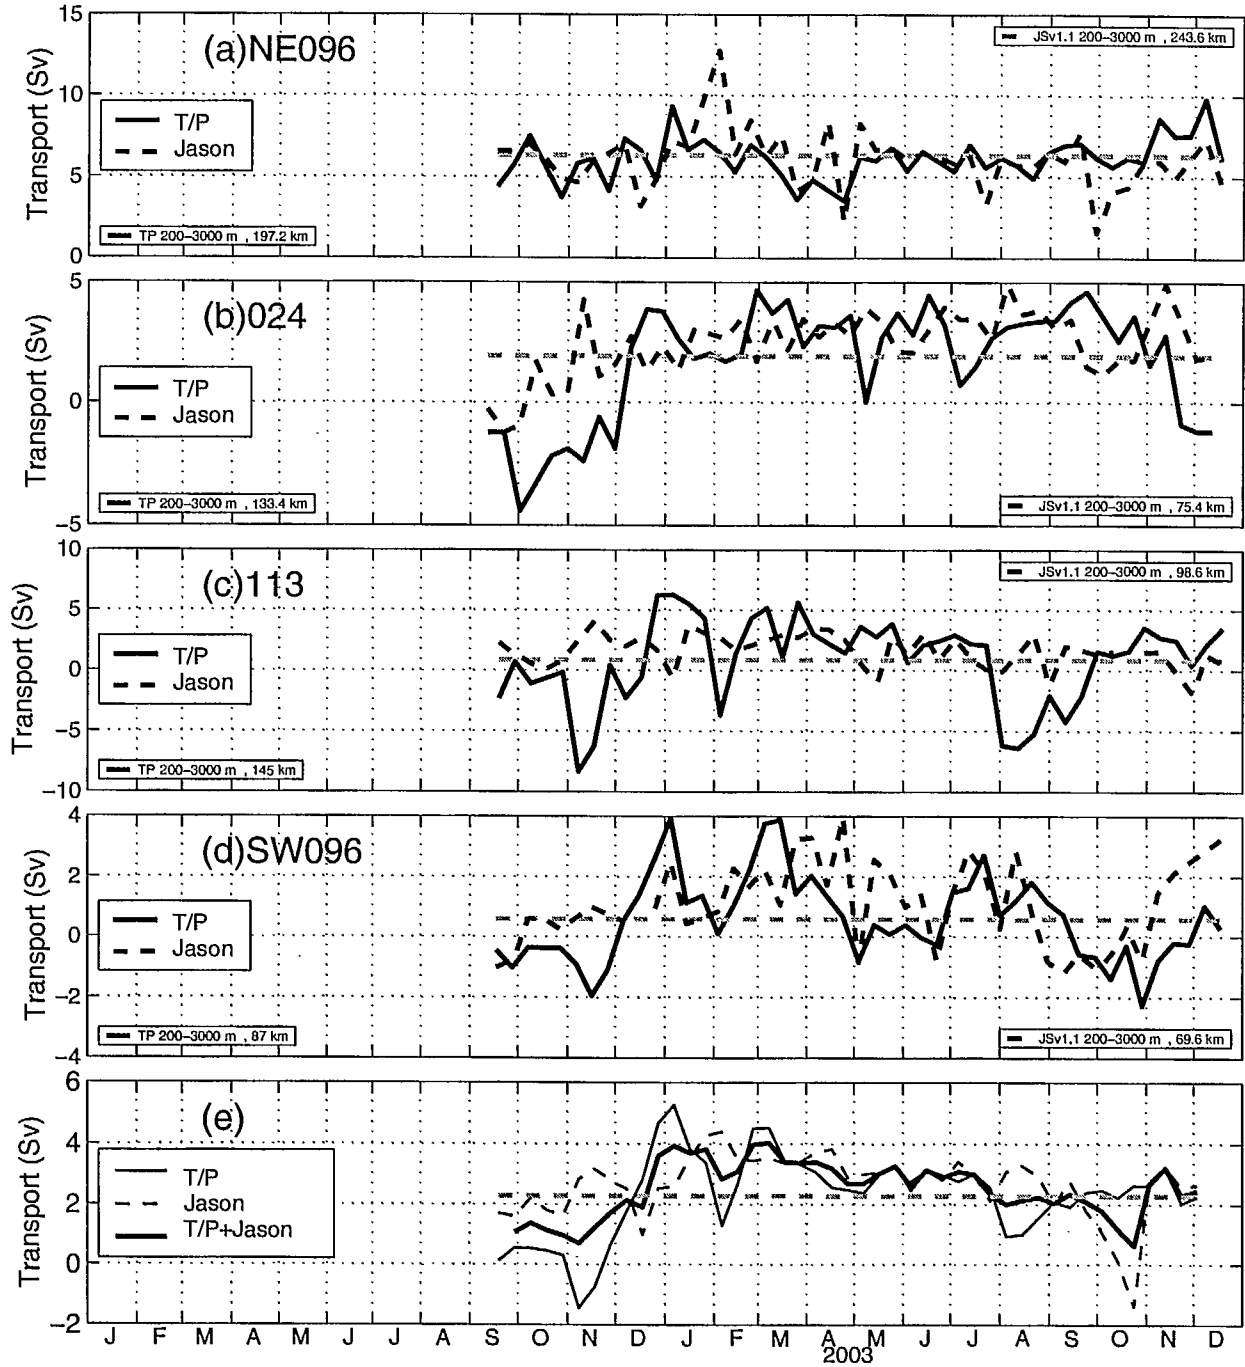 15
10
5
0
Transport (Sv)
(a)NE096
JSv1.1 200-3000 m , 243.6 km
T/P
Jason
TP 200-3000 m , 197.2 km
5
0
-5
Transport (Sv)
(b)024
T/P
Jason
TP 200-3000 m , 133.4 km
JSv1.1 200-3000 m , 75.4 km
10
5
0
-5
-10
Transport (Sv)
(c)113
JSv1.1 200-3000 m , 98.6 km
T/P
Jason
TP 200-3000 m , 145 km
4
2
0
-2
-4
Transport (Sv)
(d)SW096
T/P
Jason
TP 200-3000 m , 87 km
JSv1.1 200-3000 m , 69.6 km
6
4
2
0
-2
Transport (Sv)
(e)
T/P
Jason
T/P+Jason
J F M A M J J A S O N D J F M A M J J A S O N D
2003